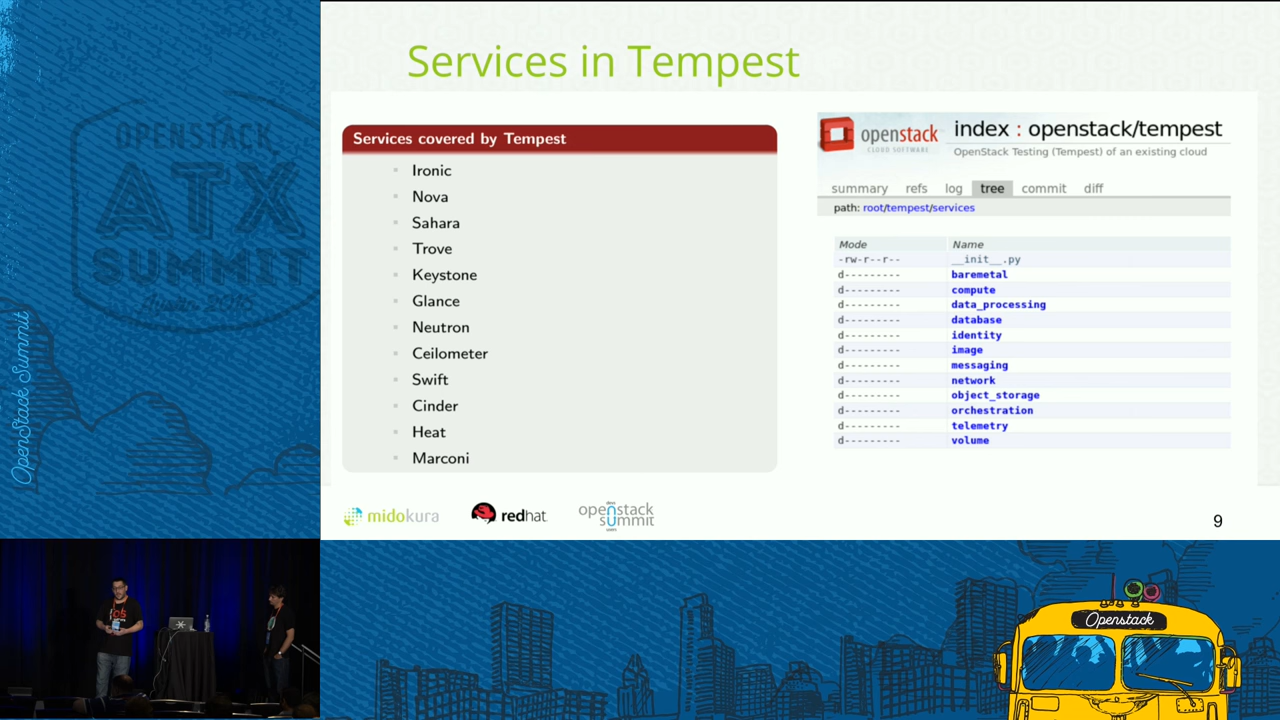 Services in Tempest
Services covered by Tempest
Ironic
Nova
Sahara
Trove
Keystone
Glance
Neutron
Ceilometer
Swift
Cinder
Heat
Marconi
openstack
CLOUD SOFTWARE
index : openstack/tempest
OpenStack Testing (Tempest) of an existing cloud
summary refs log tree commit diff
path: root/tempest/services
Mode Name
-rw-r--r-- __init__.py
d--------- baremetal
d--------- compute
d--------- data_processing
d--------- database
d--------- identity
d--------- image
d--------- messaging
d--------- network
d--------- object_storage
d--------- orchestration
d--------- telemetry
d--------- volume
midokura
redhat
openstack
summit
9
OPENSTACK
ATX
SUMMIT
OpenStack Summit
Openstack